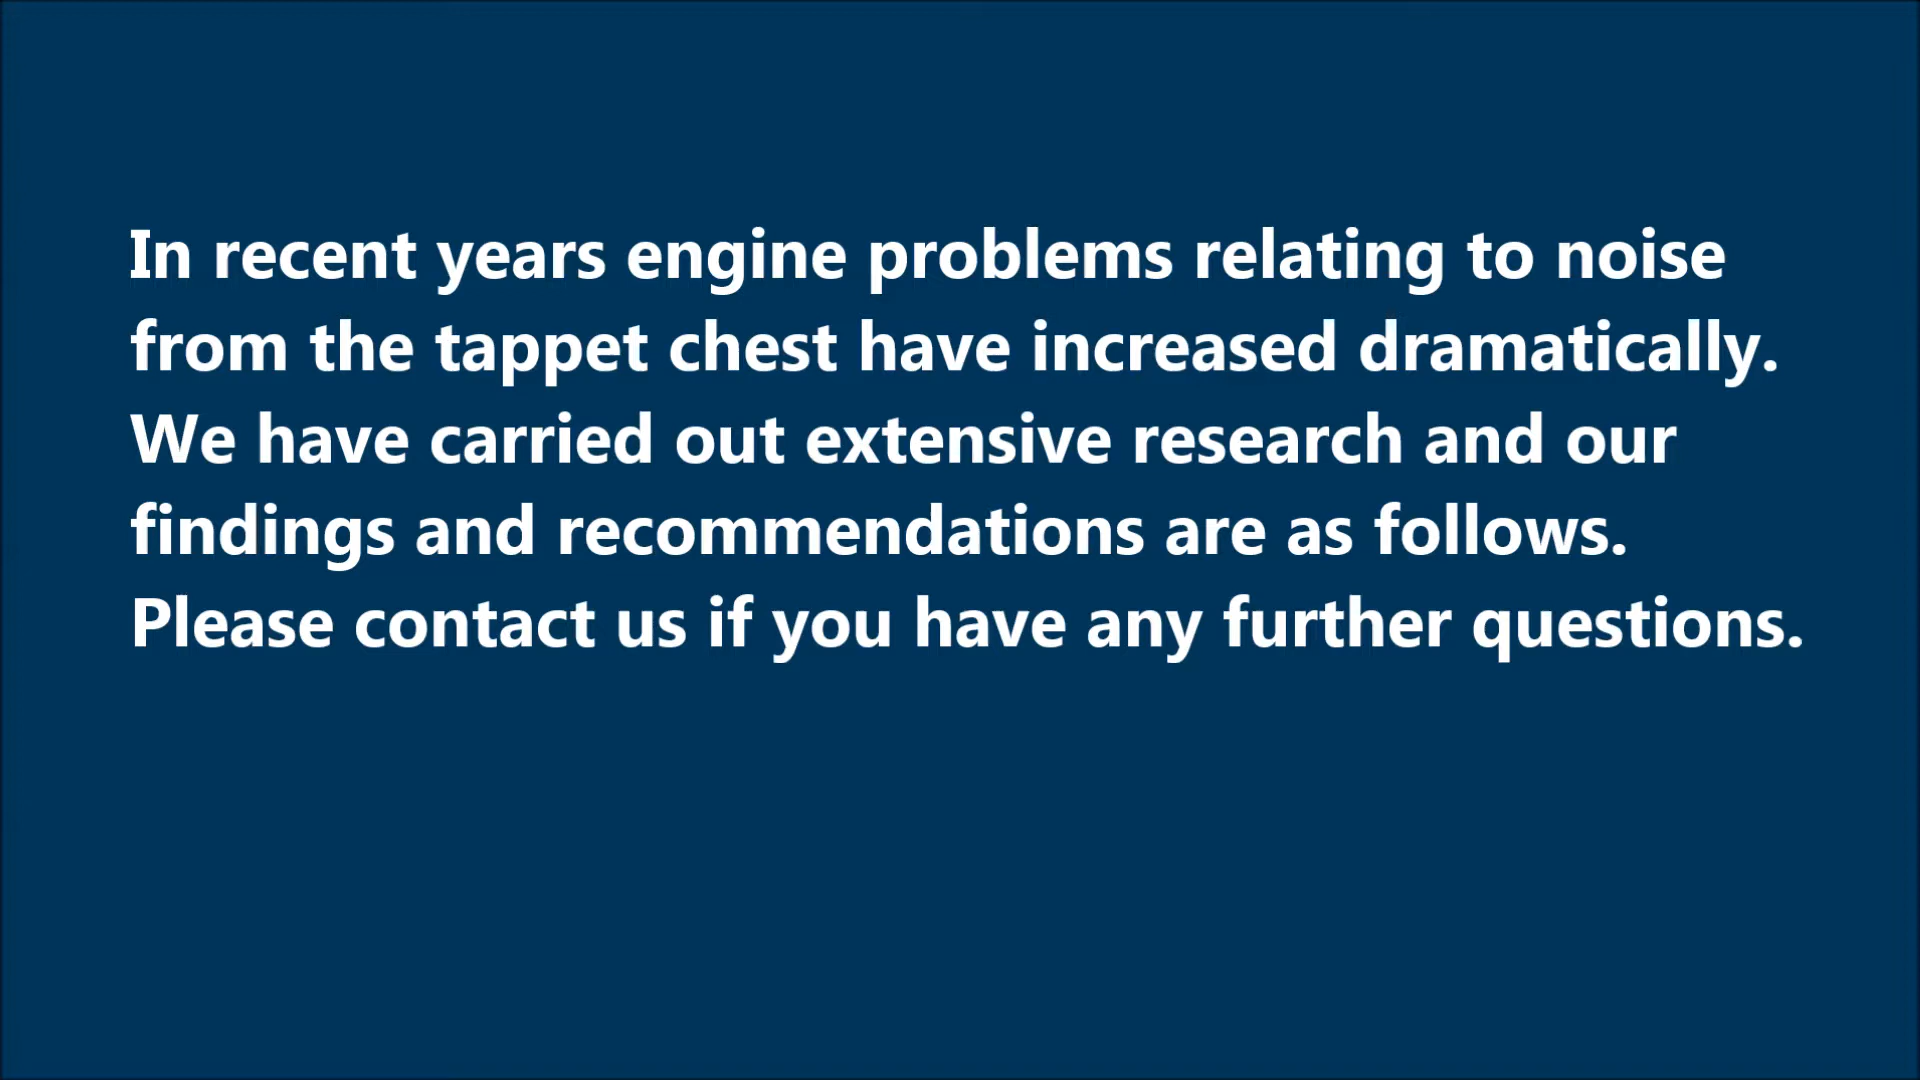 In recent years engine problems relating to noise
from the tappet chest have increased dramatically.
We have carried out extensive research and our
findings and recommendations are as follows.
Please contact us if you have any further questions.